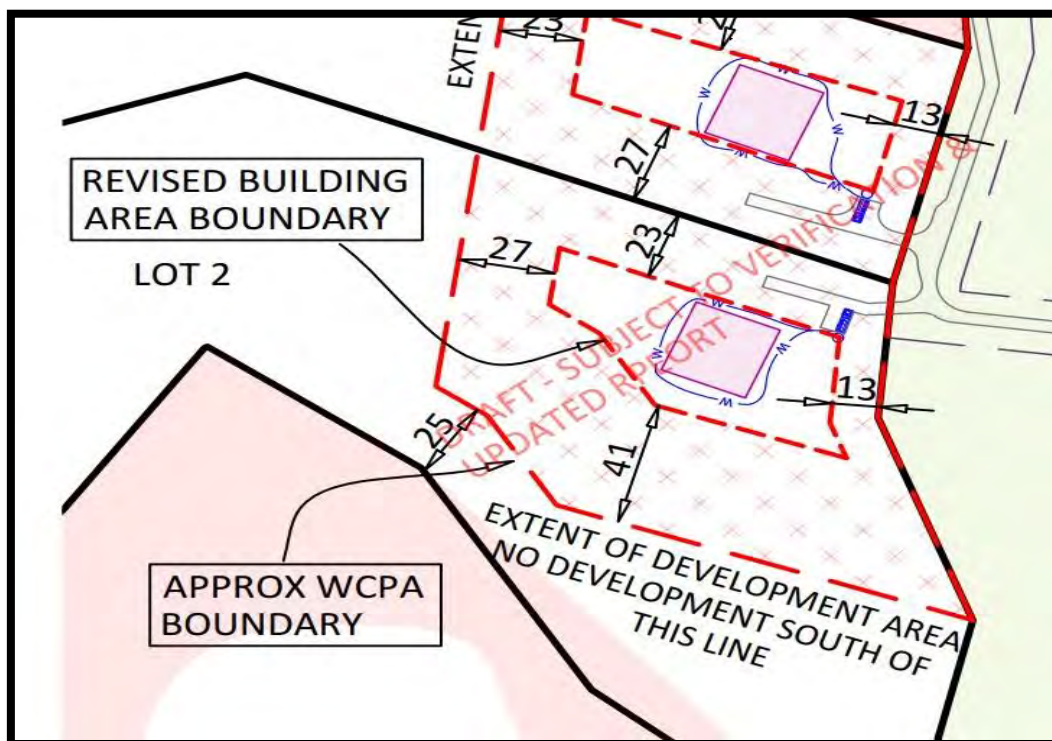 EXTEN
23
2
13
27
REVISED BUILDING
AREA BOUNDARY
LOT 2
23
27
DRAFT - SUBJECT TO VERIFICATION &
UPDATED REPORT
13
25
41
EXTENT OF DEVELOPMENT AREA
NO DEVELOPMENT SOUTH OF
THIS LINE
APPROX WCPA
BOUNDARY
W
W
W
W
W
W
W
W
W
W